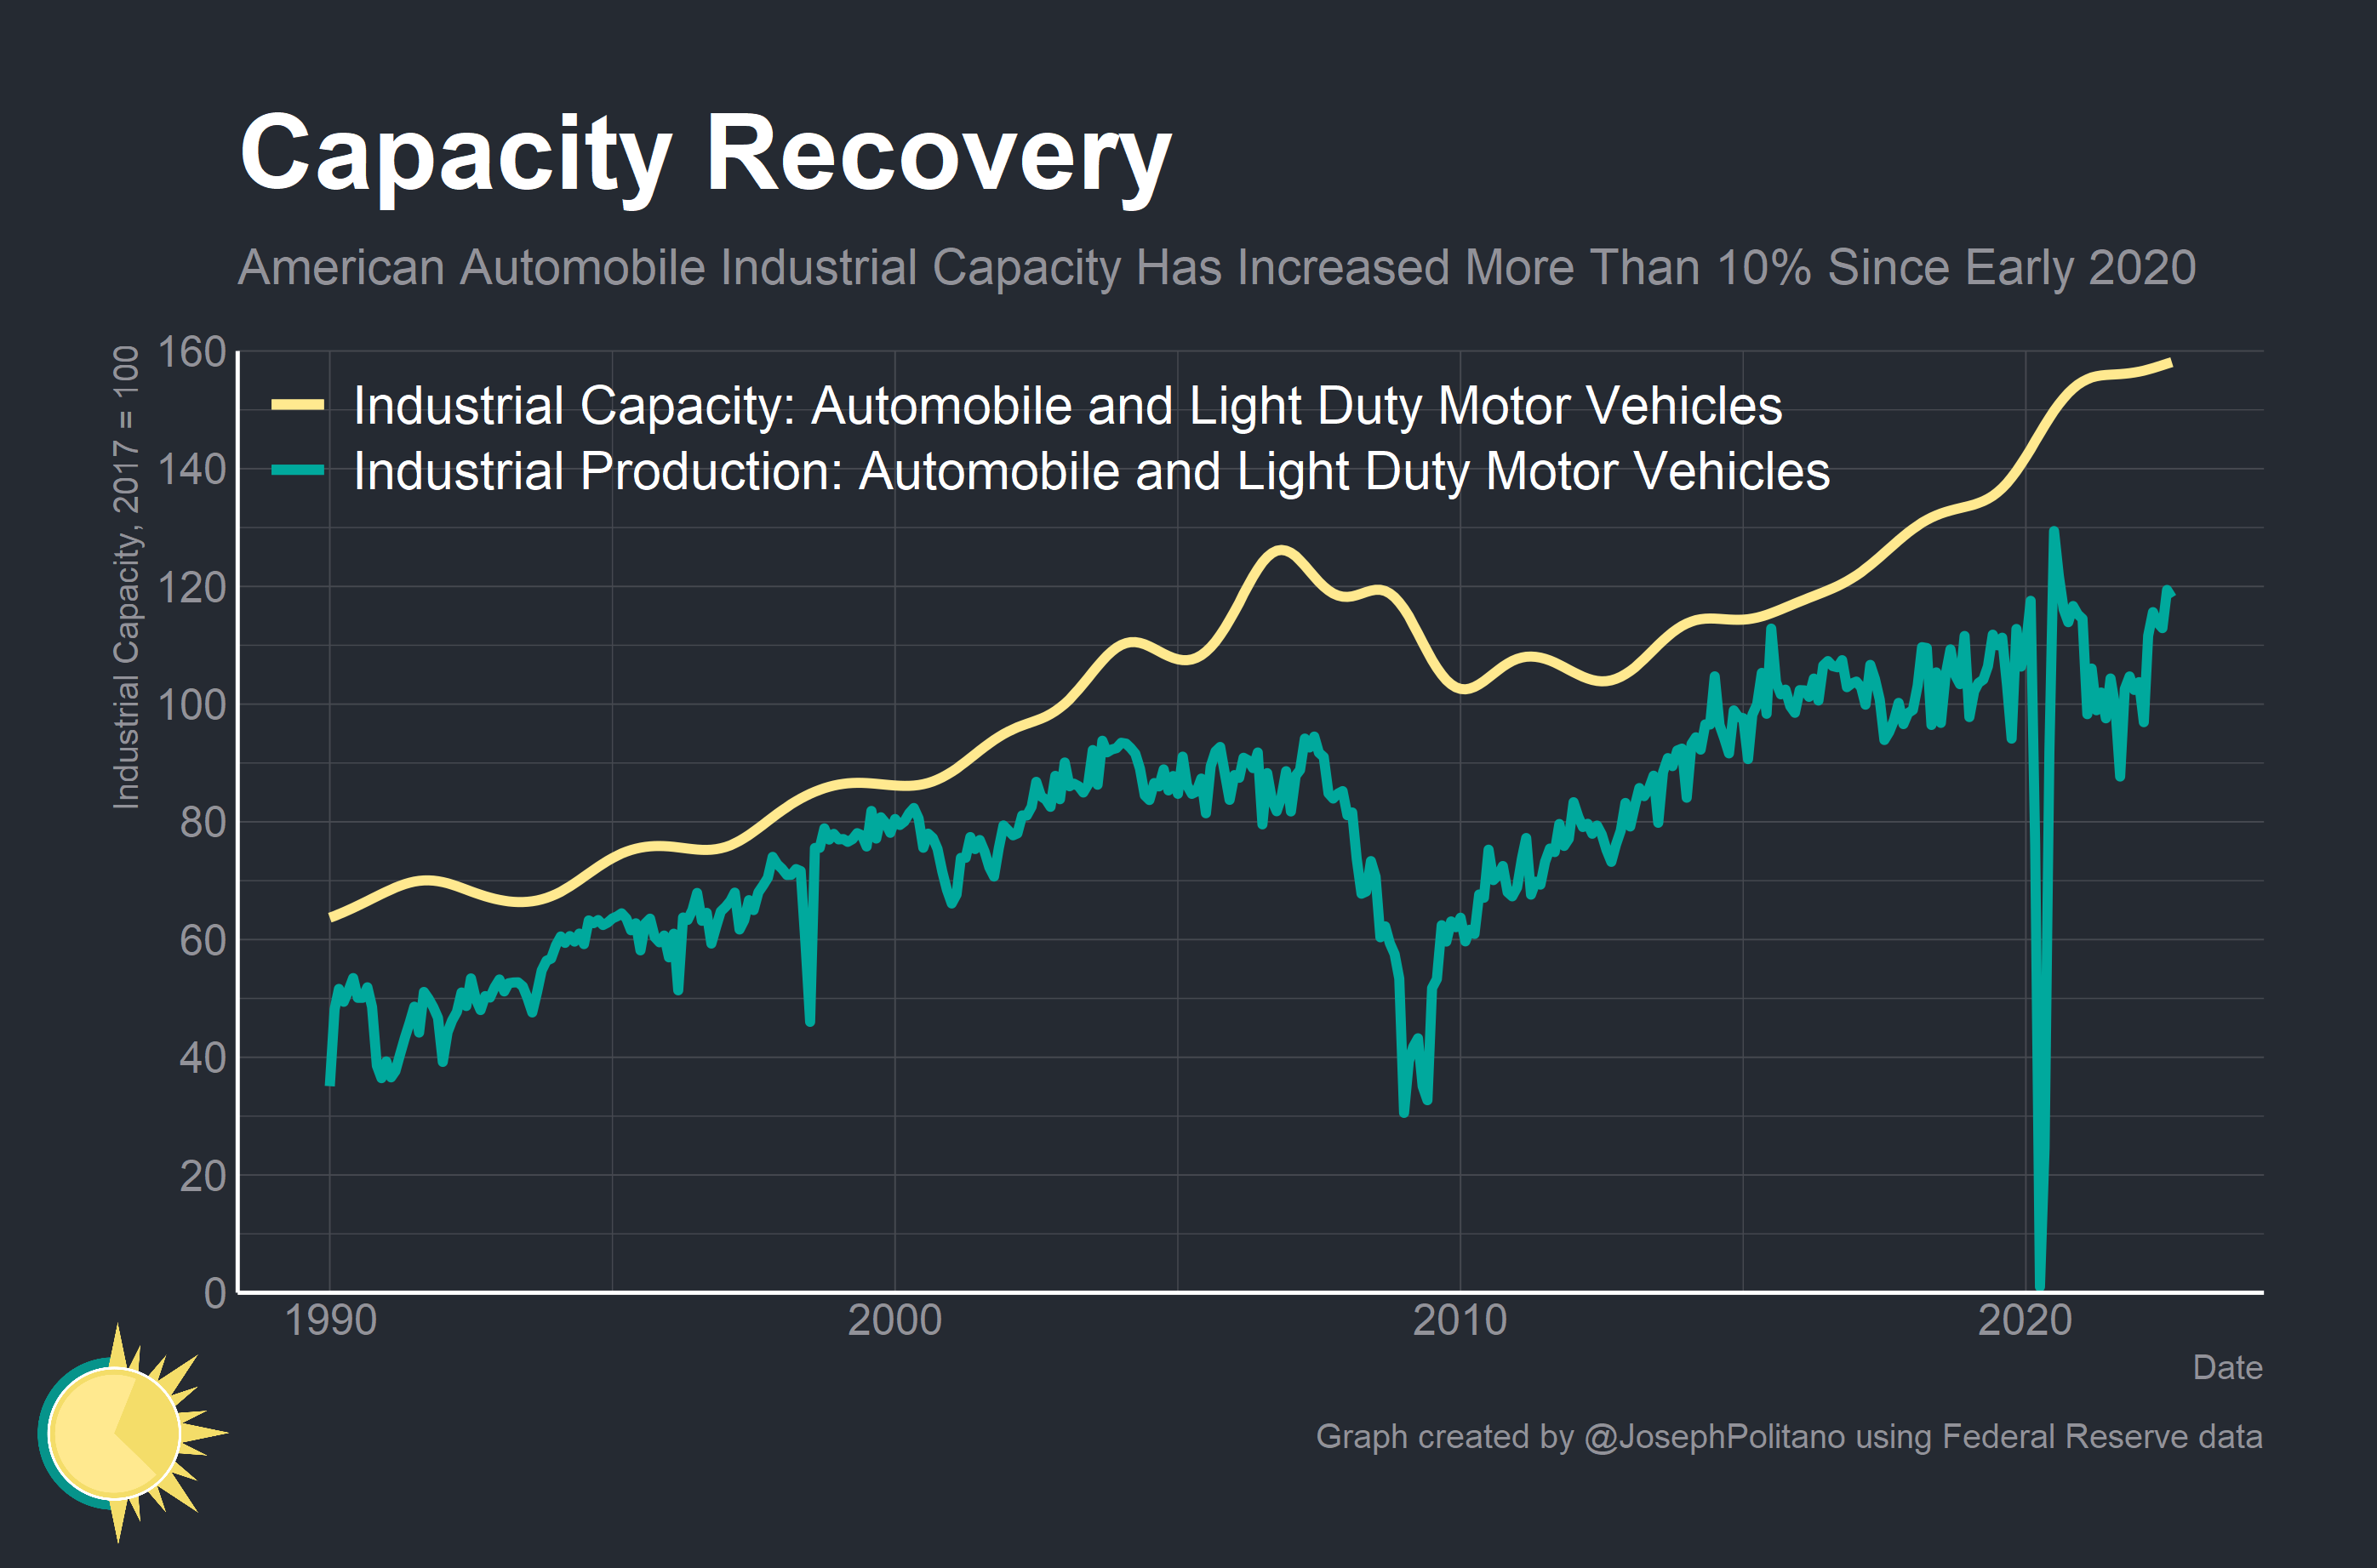 Capacity Recovery
American Automobile Industrial Capacity Has Increased More Than 10% Since Early 2020
Industrial Capacity, 2017 = 100
160
140
120
100
80
60
40
20
0
Industrial Capacity: Automobile and Light Duty Motor Vehicles
Industrial Production: Automobile and Light Duty Motor Vehicles
1990 2000 2010 2020
Date
Graph created by @JosephPolitano using Federal Reserve data